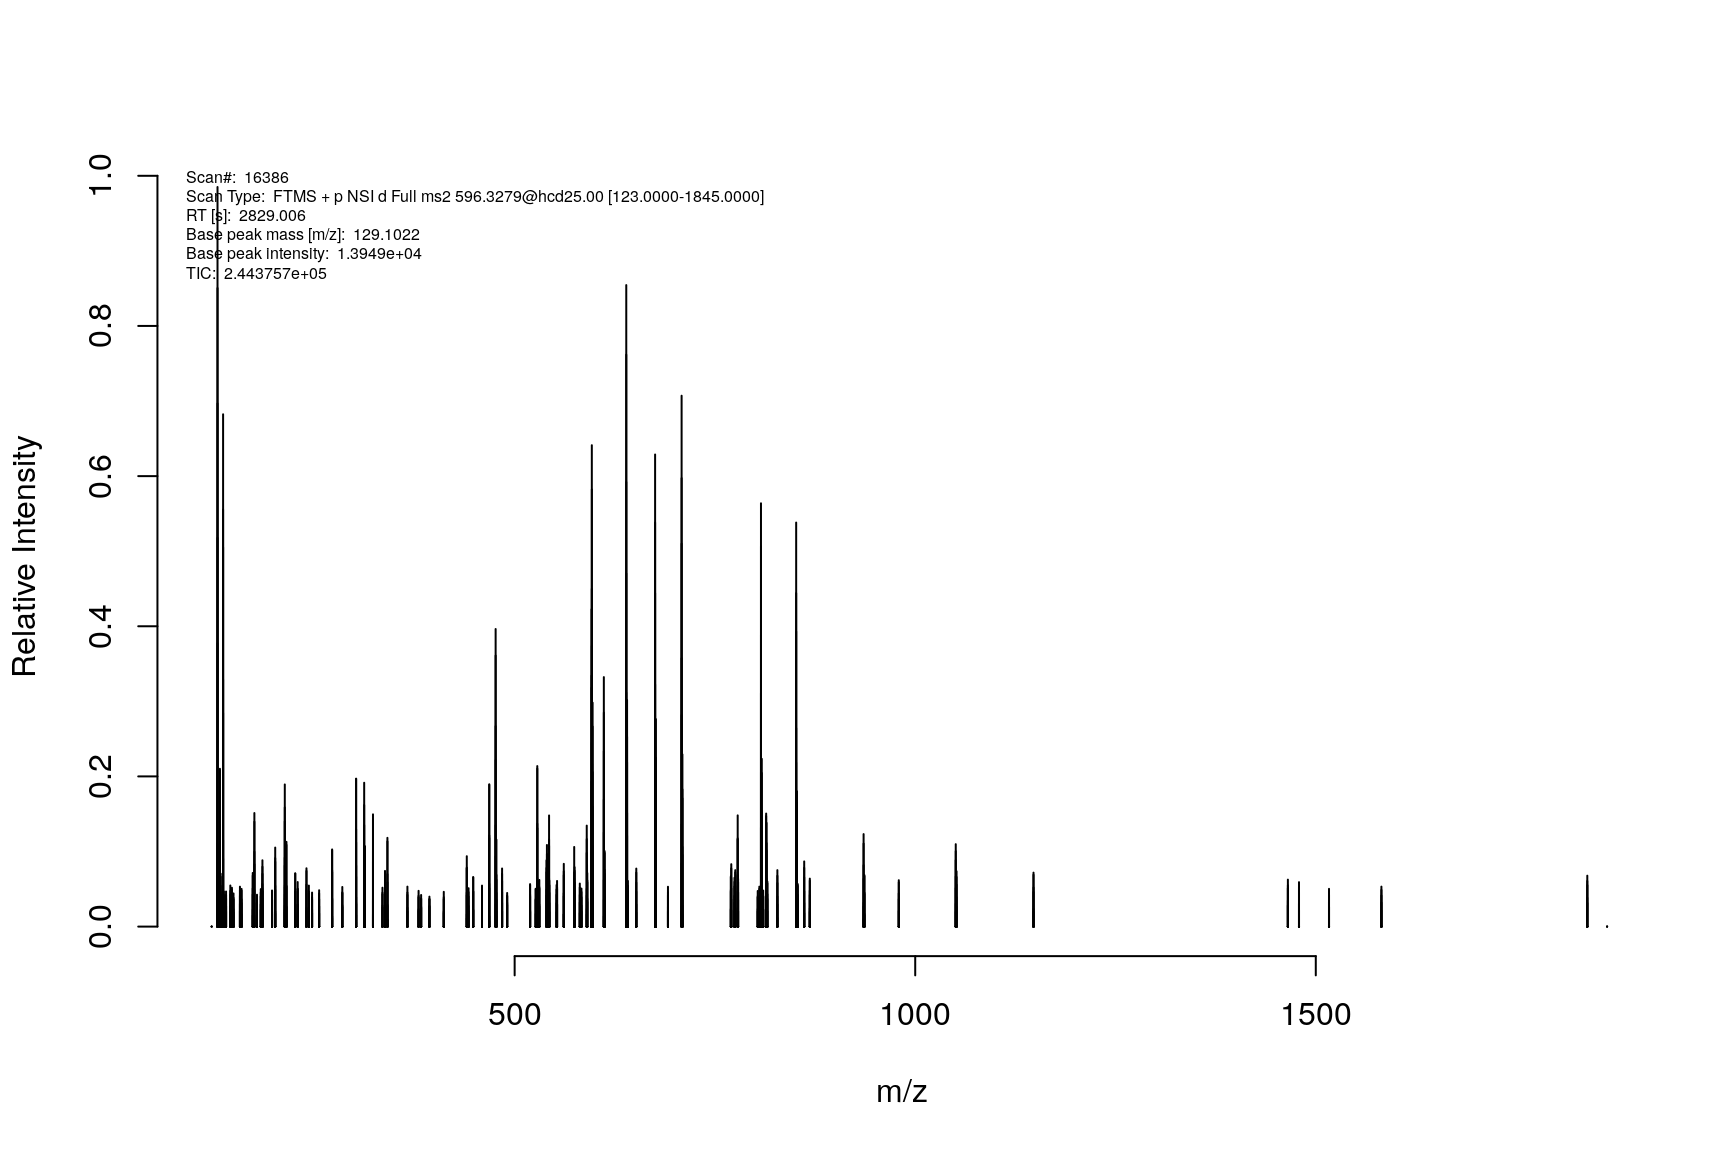 Scan#:  16386
Scan Type:  FTMS + p NSI d Full ms2 596.3279@hcd25.00 [123.0000-1845.0000]
RT [s]:  2829.006
Base peak mass [m/z]:  129.1022
Base peak intensity:  1.3949e+04
TIC:  2.443757e+05
1.0
0.8
0.6
0.4
0.2
0.0
Relative Intensity
500 1000 1500
m/z